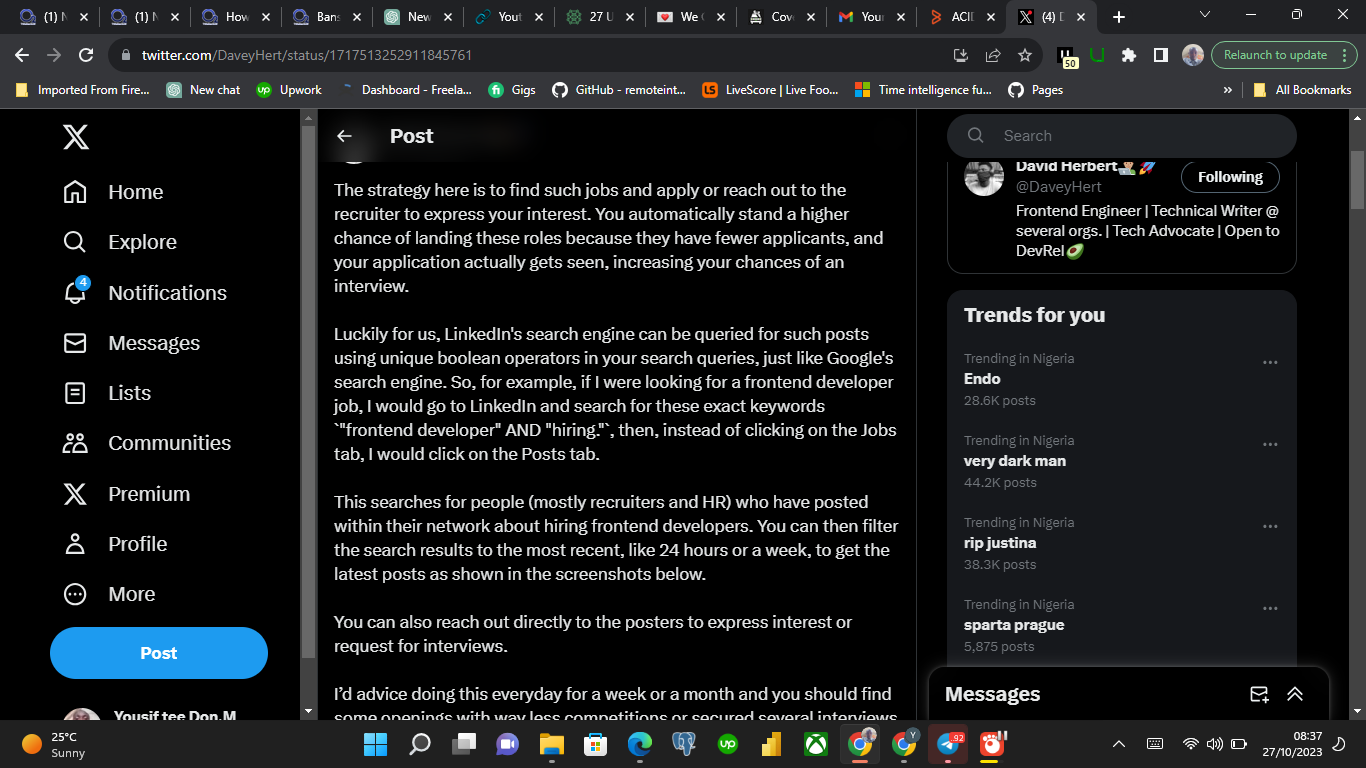 (1) N
(1) N
How
Bans
New
Yout
27 U
We
Cov
You
ACID
(4) D
twitter.com/DaveyHert/status/1717513252911845761
50
Relaunch to update
Imported From Fire...
New chat
up
Upwork
Dashboard - Freela...
fi
Gigs
GitHub - remoteint...
LS
LiveScore | Live Foo...
Time intelligence fu...
Pages
»
All Bookmarks
Home
Explore
4
Notifications
Messages
Lists
Communities
Premium
Profile
More
Post
Yousif tee Don.M
Post
The strategy here is to find such jobs and apply or reach out to the
recruiter to express your interest. You automatically stand a higher
chance of landing these roles because they have fewer applicants, and
your application actually gets seen, increasing your chances of an
interview.
Luckily for us, LinkedIn's search engine can be queried for such posts
using unique boolean operators in your search queries, just like Google's
search engine. So, for example, if I were looking for a frontend developer
job, I would go to LinkedIn and search for these exact keywords
`"frontend developer" AND "hiring."`, then, instead of clicking on the Jobs
tab, I would click on the Posts tab.
This searches for people (mostly recruiters and HR) who have posted
within their network about hiring frontend developers. You can then filter
the search results to the most recent, like 24 hours or a week, to get the
latest posts as shown in the screenshots below.
You can also reach out directly to the posters to express interest or
request for interviews.
I'd advice doing this everyday for a week or a month and you should find
some openings with way less competitions or secured several interviews
Search
David Herbert
@DaveyHert
Following
Frontend Engineer | Technical Writer @
several orgs. | Tech Advocate | Open to
DevRel
Trends for you
Trending in Nigeria
Endo
28.6K posts
Trending in Nigeria
very dark man
44.2K posts
Trending in Nigeria
rip justina
38.3K posts
Trending in Nigeria
sparta prague
5,875 posts
Messages
25°C
Sunny
up
Y
92
08:37
27/10/2023